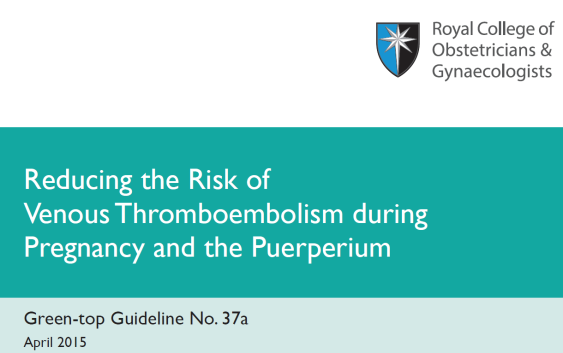 Royal College of
Obstetricians &
Gynaecologists
Reducing the Risk of
Venous Thromboembolism during
Pregnancy and the Puerperium
Green-top Guideline No. 37a
April 2015